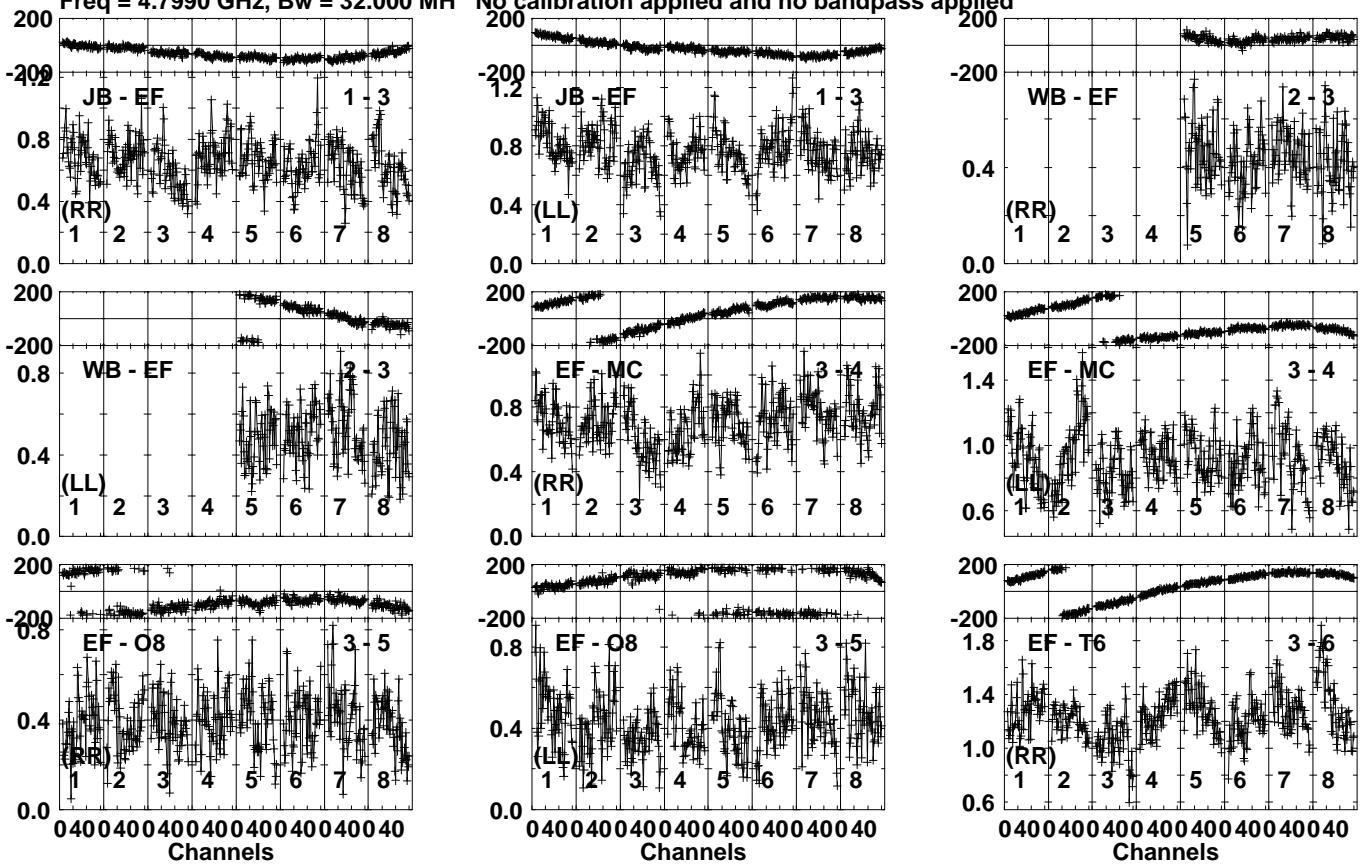 Freq = 4.7990 GHz, Bw = 32.000 MH No calibration applied and no bandpass applied
200
-200
1.2
0.8
0.4
0.0
JB - EF 1 - 3
(RR)
1 2 3 4 5 6 7 8
200
-200
1.2
0.8
0.4
0.0
JB - EF 1 - 3
(LL)
1 2 3 4 5 6 7 8
200
-200
0.4
0.0
WB - EF 2 - 3
(RR)
1 2 3 4 5 6 7 8
200
-200
0.8
0.4
0.0
WB - EF 2 - 3
(LL)
1 2 3 4 5 6 7 8
200
-200
0.8
0.4
0.0
EF - MC 3 - 4
(RR)
1 2 3 4 5 6 7 8
200
-200
1.4
1.0
0.6
EF - MC 3 - 4
(LL)
1 2 3 4 5 6 7 8
200
-200
0.8
0.4
0.0
EF - O8 3 - 5
(RR)
1 2 3 4 5 6 7 8
0 40 0 40 0 40 0 40 0 40 0 40 0 40 0 40
Channels
200
-200
0.8
0.4
0.0
EF - O8 3 - 5
(LL)
1 2 3 4 5 6 7 8
0 40 0 40 0 40 0 40 0 40 0 40 0 40 0 40
Channels
200
-200
1.8
1.4
1.0
0.6
EF - T6 3 - 6
(RR)
1 2 3 4 5 6 7 8
0 40 0 40 0 40 0 40 0 40 0 40 0 40 0 40
Channels